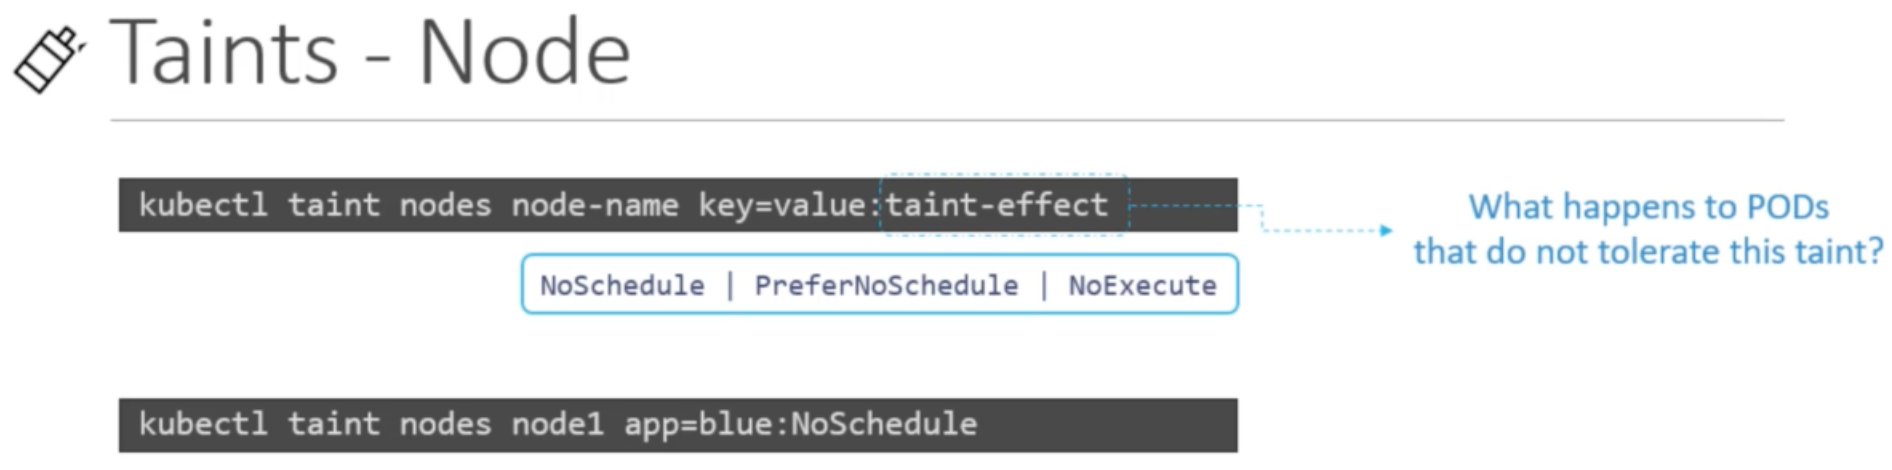 Taints - Node
kubectl taint nodes node-name key=value:taint-effect
What happens to PODs
that do not tolerate this taint?
NoSchedule | PreferNoSchedule | NoExecute
kubectl taint nodes node1 app=blue:NoSchedule